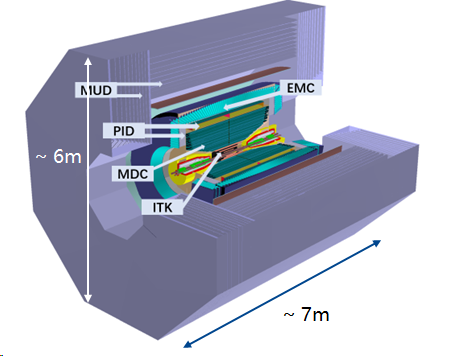 EMC
MUD
PID
~ 6m
MDC
ITK
~ 7m